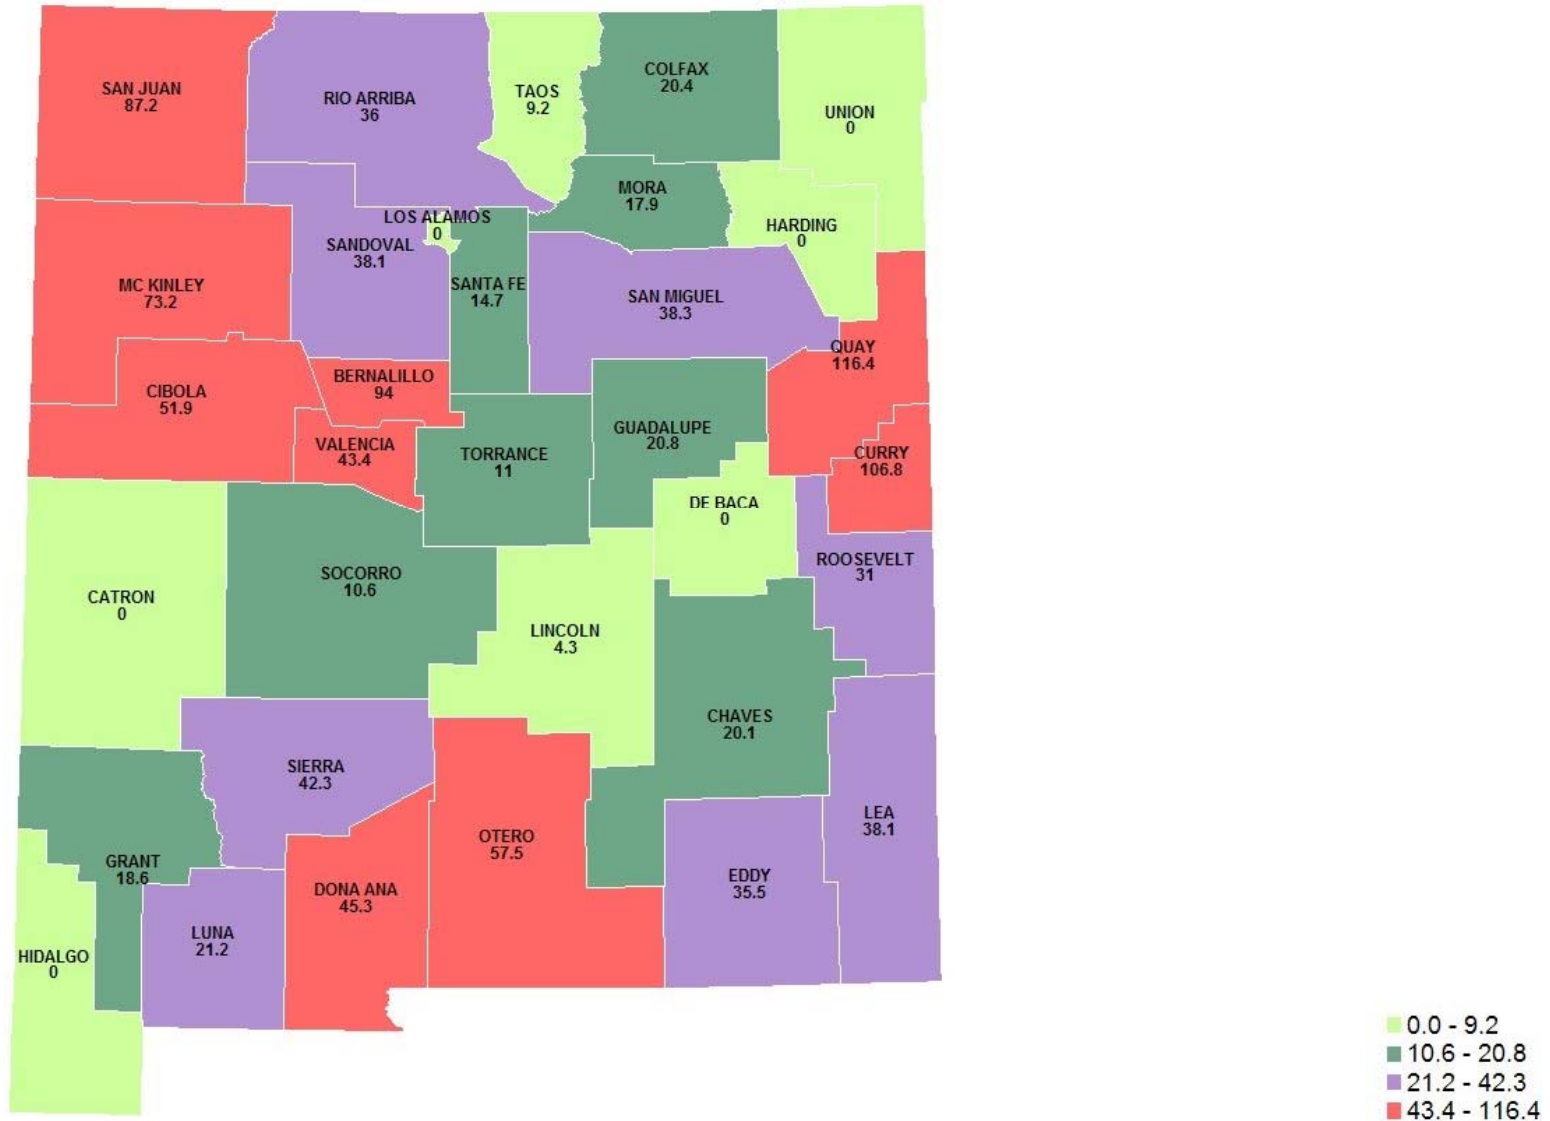 SAN JUAN
87.2
RIO ARRIBA
36
TAOS
9.2
COLFAX
20.4
UNION
0
MORA
17.9
HARDING
0
LOS ALAMOS
0
SANDOVAL
38.1
SANTA FE
14.7
SAN MIGUEL
38.3
MC KINLEY
73.2
QUAY
116.4
CIBOLA
51.9
BERNALILLO
94
VALENCIA
43.4
TORRANCE
11
GUADALUPE
20.8
CURRY
106.8
DE BACA
0
ROOSEVELT
31
CATRON
0
SOCORRO
10.6
LINCOLN
4.3
CHAVES
20.1
SIERRA
42.3
OTERO
57.5
LEA
38.1
GRANT
18.6
DONA ANA
45.3
EDDY
35.5
LUNA
21.2
HIDALGO
0
0.0 - 9.2
10.6 - 20.8
21.2 - 42.3
43.4 - 116.4